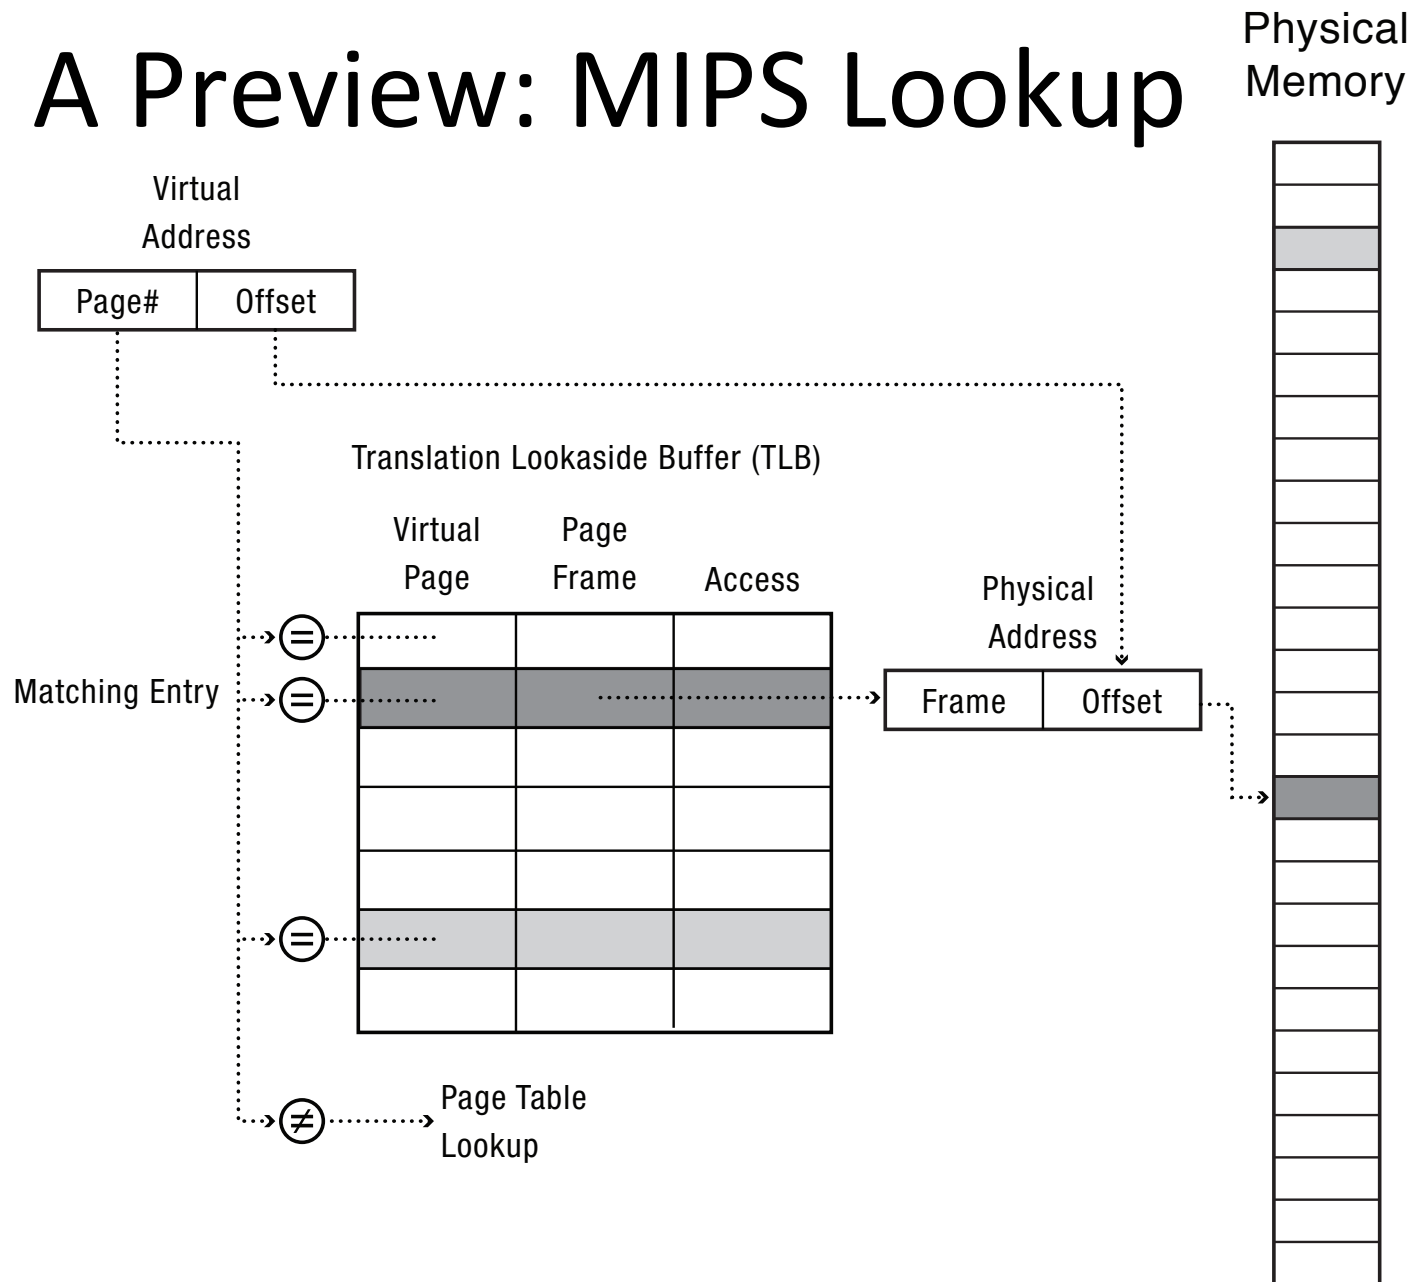 A Preview: MIPS Lookup
Physical
Memory
Virtual
Address
Page#
Offset
Translation Lookaside Buffer (TLB)
Virtual
Page
Page
Frame
Access
Physical
Address
=
Matching Entry
=
Frame
Offset
=
≠
Page Table
Lookup